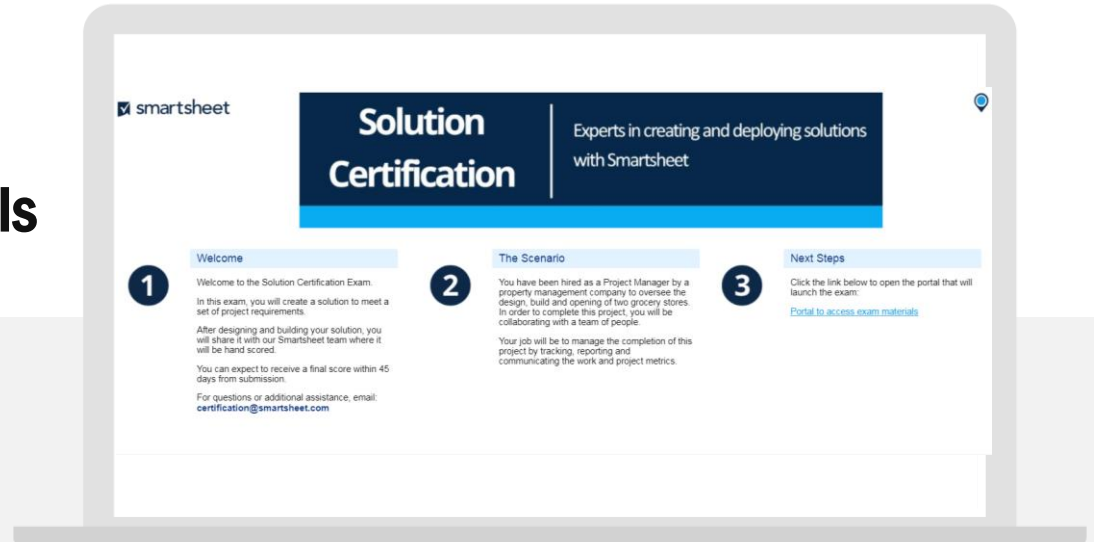 ls
smartsheet
Solution
Certification
Experts in creating and deploying solutions
with Smartsheet
1
Welcome
Welcome to the Solution Certification Exam.
In this exam, you will create a solution to meet a
set of project requirements.
After designing and building your solution, you
will share it with our Smartsheet team where it
will be hand scored.
You can expect to receive a final score within 45
days from submission.
For questions or additional assistance, email:
certification@smartsheet.com
2
The Scenario
You have been hired as a Project Manager by a
property management company to oversee the
design, build and opening of two grocery stores.
In order to complete this project, you will be
collaborating with a team of people.
Your job will be to manage the completion of this
project by tracking, reporting and
communicating the work and project metrics.
3
Next Steps
Click the link below to open the portal that will
launch the exam:
Portal to access exam materials